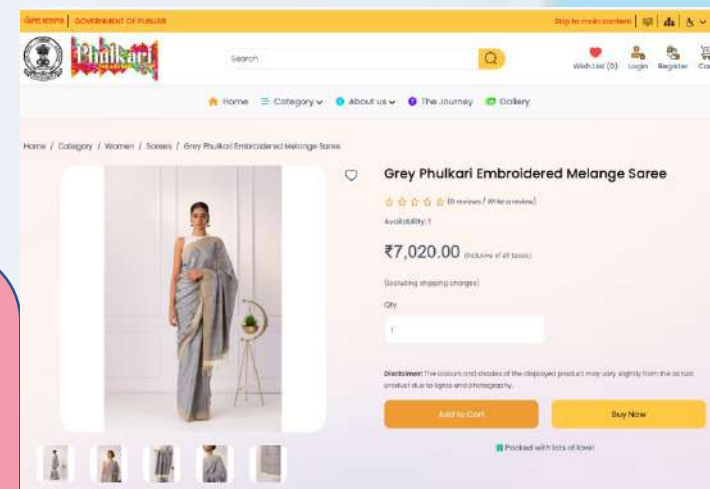 ਪੰਜਾਬ ਸਰਕਾਰ | GOVERNMENT OF PUNJAB
Skip to main content
Phulkari
Search
Wish List (0) Login Register
Home Category About us The Journey Gallery
Home / Category / Women / Sarees / Grey Phulkari Embroidered Melange Saree
Grey Phulkari Embroidered Melange Saree
(0 reviews / Write a review)
Availability: 1
₹7,020.00 (Inclusive of all taxes)
(Excluding shipping charges)
Qty
1
Disclaimer: The colours and shades of the displayed product may vary slightly from the actual
product due to lights and photography.
Add to Cart Buy Now
Packed with lots of love!